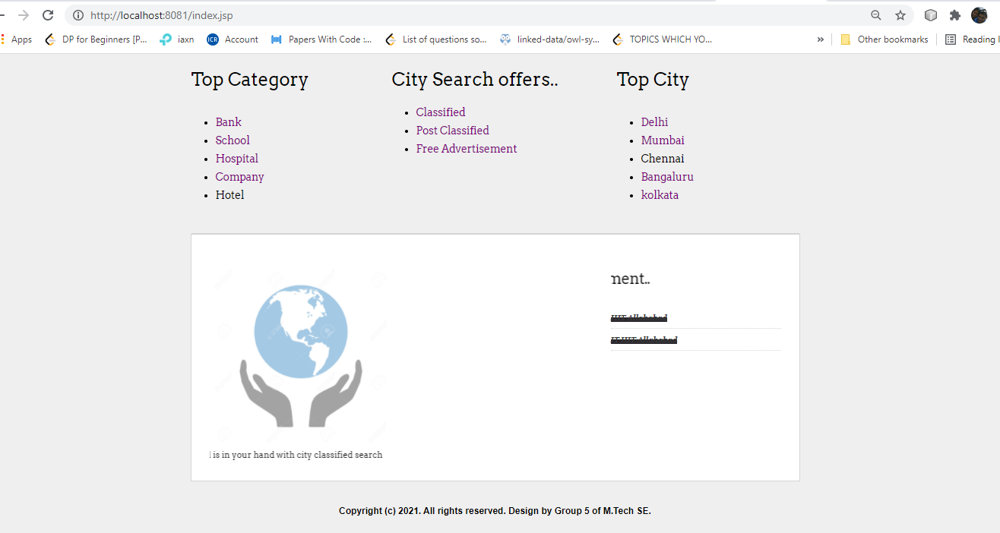 http://localhost:8081/index.jsp
Apps DP for Beginners [P... iaxn ICR Account Papers With Code :... List of questions so... linked-data/owl-sy... TOPICS WHICH YO... » Other bookmarks Reading
Top Category
Bank
School
Hospital
Company
Hotel
City Search offers..
Classified
Post Classified
Free Advertisement
Top City
Delhi
Mumbai
Chennai
Bangaluru
kolkata
is in your hand with city classified search
ment..
Copyright (c) 2021. All rights reserved. Design by Group 5 of M.Tech SE.